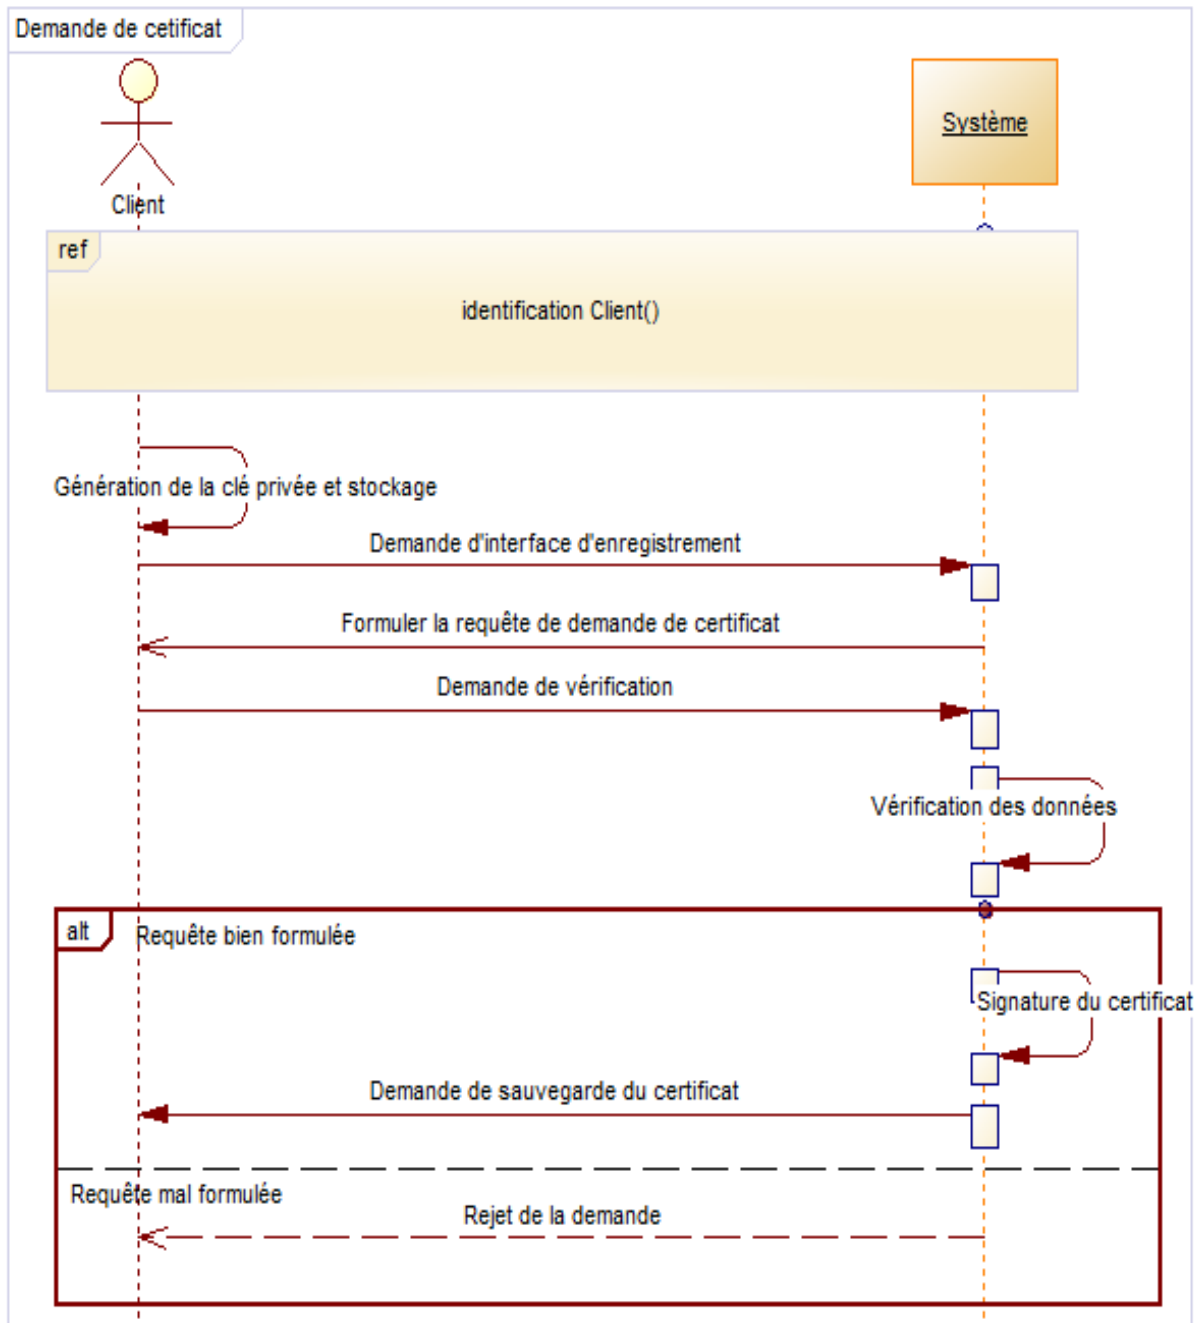 Demande de cetificat
Système
Client
ref
identification Client()
Génération de la clé privée et stockage
Demande d'interface d'enregistrement
Formuler la requête de demande de certificat
Demande de vérification
Vérification des données
alt
Requête bien formulée
Signature du certificat
Demande de sauvegarde du certificat
Requête mal formulée
Rejet de la demande